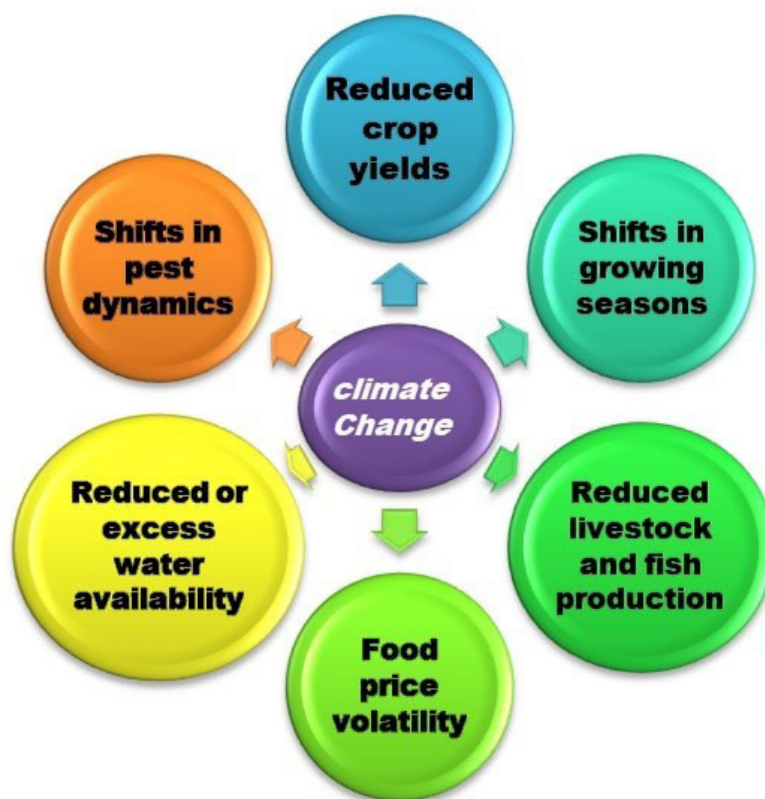 Reduced
crop
yields
Shifts in
growing
seasons
Reduced
livestock
and fish
production
Food
price
volatility
Reduced or
excess
water
availability
Shifts in
pest
dynamics
climate
Change